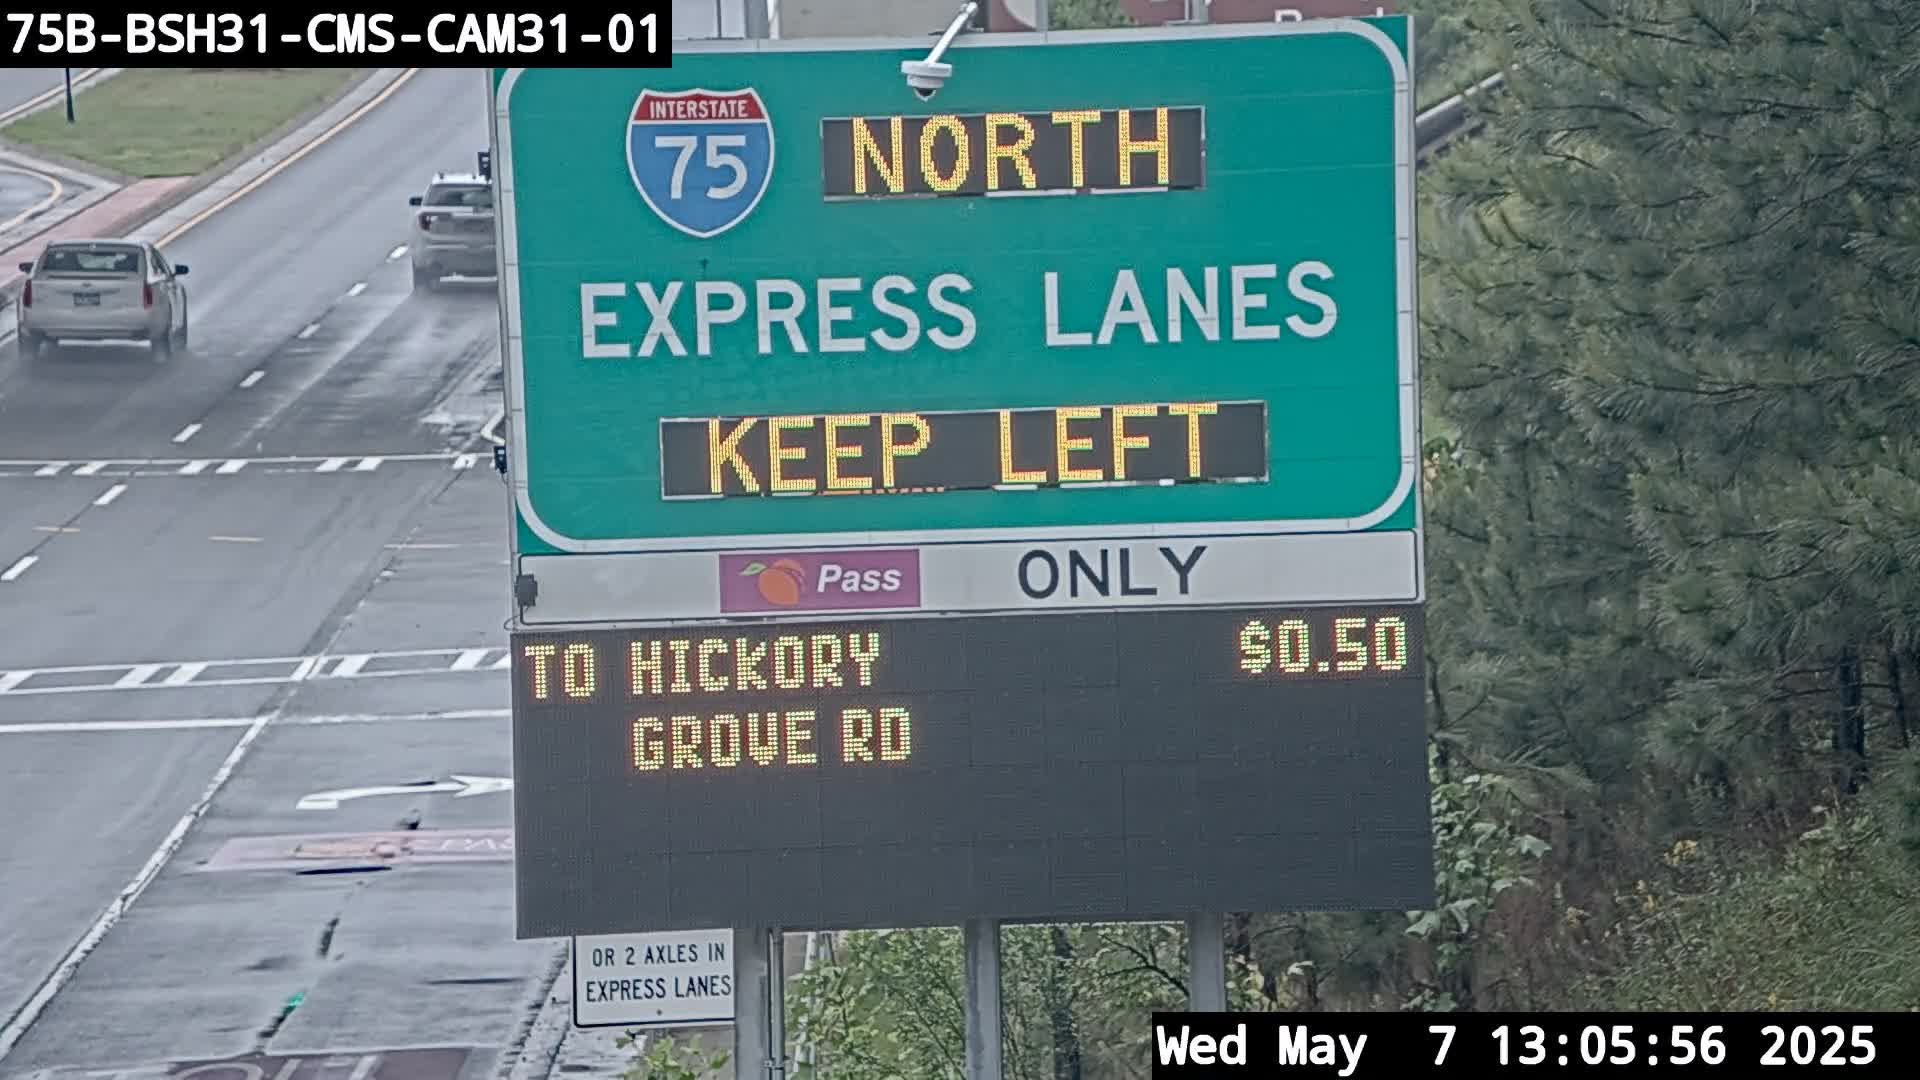 75B-BSH31-CMS-CAM31-01
INTERSTATE
75
NORTH
EXPRESS LANES
KEEP LEFT
Pass ONLY
TO HICKORY $0.50
GROVE RD
OR 2 AXLES IN
EXPRESS LANES
Wed May 7 13:05:56 2025